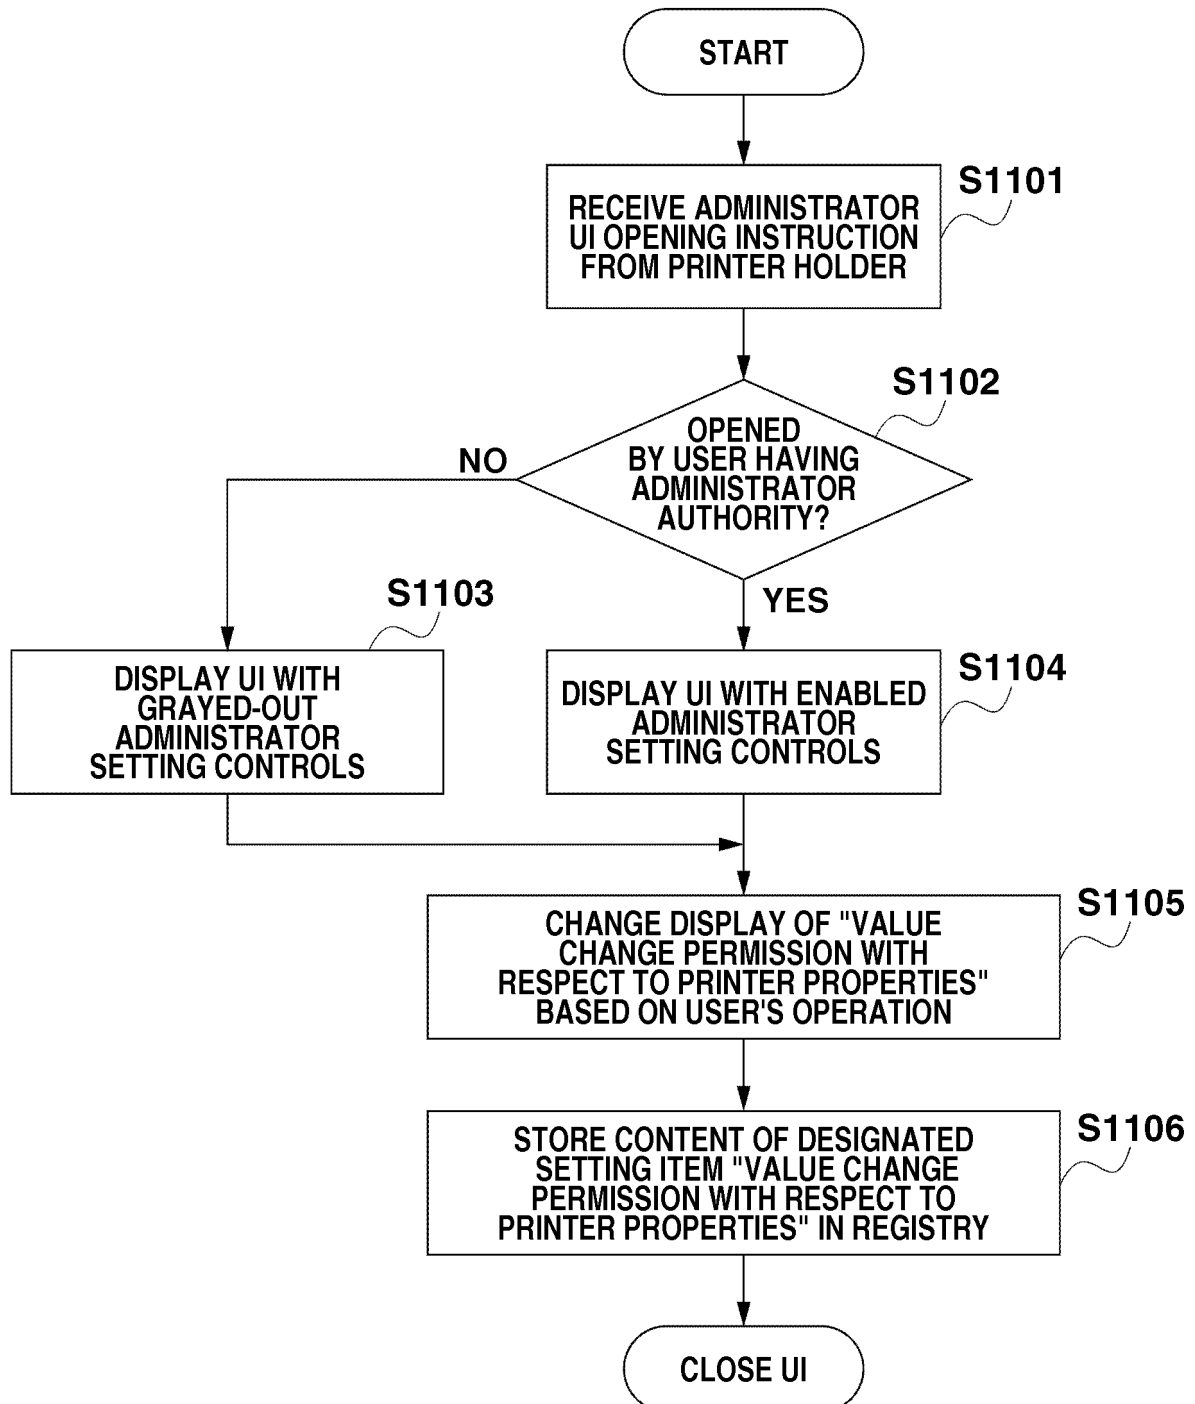 START
S1101
RECEIVE ADMINISTRATOR
UI OPENING INSTRUCTION
FROM PRINTER HOLDER
S1102
OPENED
BY USER HAVING
ADMINISTRATOR
AUTHORITY?
NO
YES
S1103
DISPLAY UI WITH
GRAYED-OUT
ADMINISTRATOR
SETTING CONTROLS
S1104
DISPLAY UI WITH ENABLED
ADMINISTRATOR
SETTING CONTROLS
S1105
CHANGE DISPLAY OF "VALUE
CHANGE PERMISSION WITH
RESPECT TO PRINTER PROPERTIES"
BASED ON USER'S OPERATION
S1106
STORE CONTENT OF DESIGNATED
SETTING ITEM "VALUE CHANGE
PERMISSION WITH RESPECT TO
PRINTER PROPERTIES" IN REGISTRY
CLOSE UI